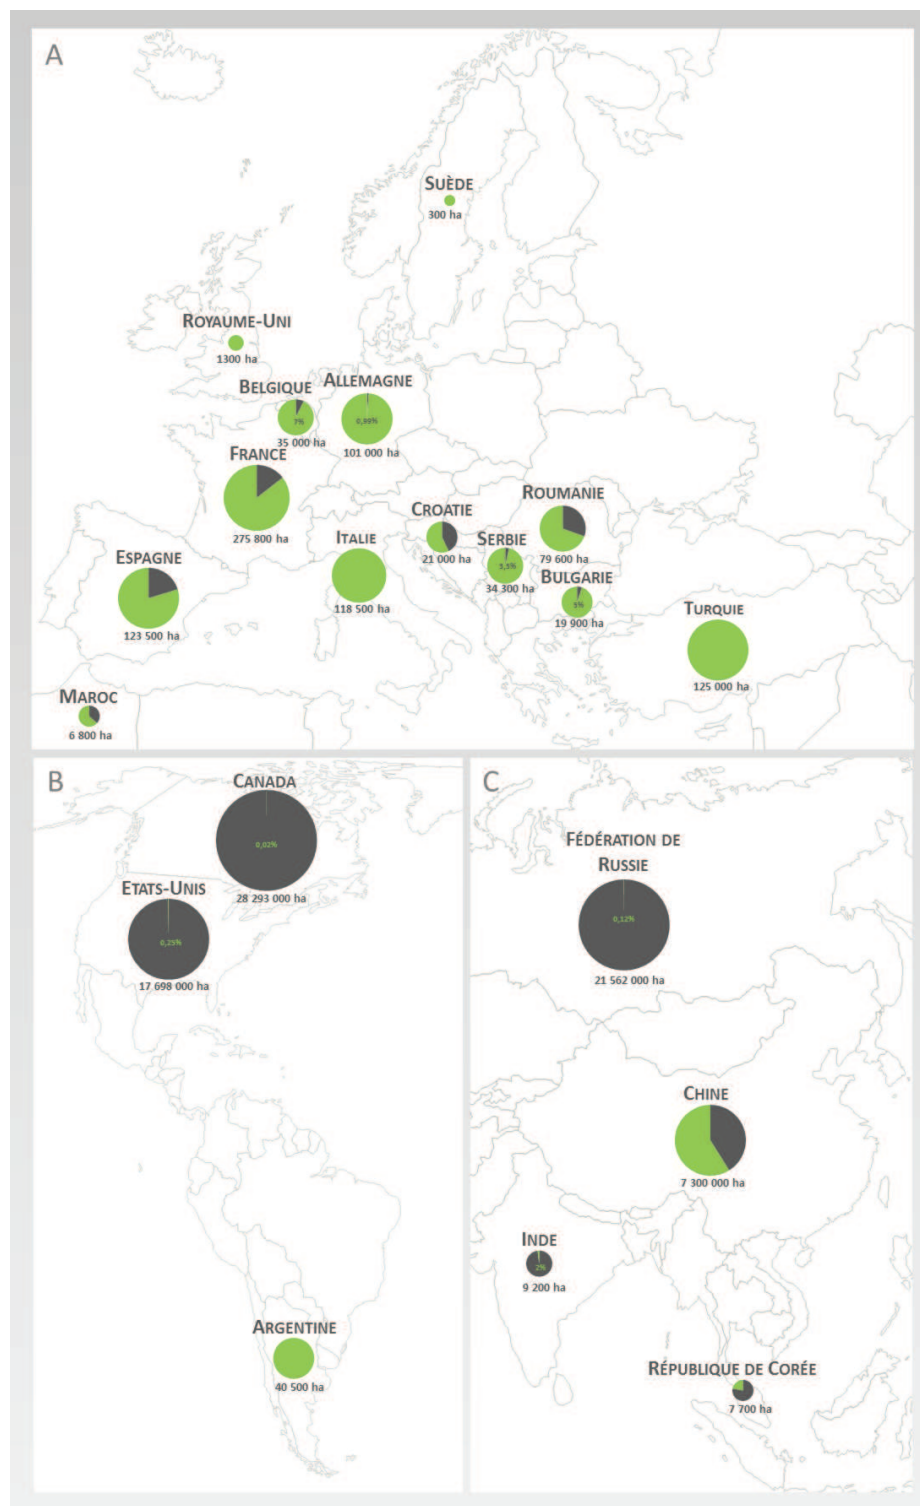 A
SUÈDE
300 ha
ROYAUME-UNI
1300 ha
BELGIQUE
7%
35 000 ha
ALLEMAGNE
0,99%
101 000 ha
FRANCE
275 800 ha
CROATIE
21 000 ha
ROUMANIE
79 600 ha
ITALIE
118 500 ha
SERBIE
3,5%
34 300 ha
ESPAGNE
123 500 ha
BULGARIE
5%
19 900 ha
TURQUIE
125 000 ha
MAROC
6 800 ha
B
CANADA
0,02%
28 293 000 ha
ETATS-UNIS
0,25%
17 698 000 ha
ARGENTINE
40 500 ha
C
FÉDÉRATION DE
RUSSIE
0,12%
21 562 000 ha
CHINE
7 300 000 ha
INDE
2%
9 200 ha
RÉPUBLIQUE DE CORÉE
7 700 ha